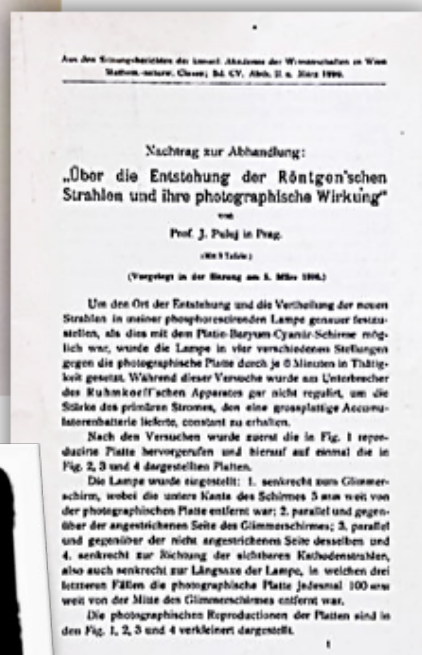 Aus den Sitzungsberichten der kaiserl. Akademie der Wissenschaften in Wien
Mathem.-naturw. Classe; Bd. CV. Abth. II. a. März 1896.
Nachtrag zur Abhandlung:
„Über die Entstehung der Röntgen'schen
Strahlen und ihre photographische Wirkung“
von
Prof. J. Puluj in Prag.
(Mit 2 Tafeln.)
(Vorgelegt in der Sitzung am 5. März 1896.)
Um den Ort der Entstehung und die Vertheilung der neuen
Strahlen in meiner phosphorescirenden Lampe genauer festzu-
stellen, als dies mit dem Platin-Baryum-Cyanür-Schirme mög-
lich war, wurde die Lampe in vier verschiedenen Stellungen
gegen die photographische Platte durch je 6 Minuten in Thätig-
keit gesetzt. Während dieser Versuche wurde am Unterbrecher
des Ruhmkorff'schen Apparates gar nicht regulirt, um die
Stärke des primären Stromes, den eine grossplattige Accumu-
latorenbatterie lieferte, constant zu erhalten.
Nach den Versuchen wurde zuerst die in Fig. 1 repro-
ducirte Platte hervorgerufen und hierauf auf einmal die in
Fig. 2, 3 und 4 dargestellten Platten.
Die Lampe wurde eingestellt: 1. senkrecht zum Glimmer-
schirm, wobei die untere Kante des Schirmes 5 mm weit von
der photographischen Platte entfernt war; 2. parallel und gegen-
über der angestrichenen Seite des Glimmerschirmes; 3. parallel
und gegenüber der nicht angestrichenen Seite desselben und
4. senkrecht zur Richtung der sichtbaren Kathodenstrahlen,
also auch senkrecht zur Längsaxe der Lampe, in welchen drei
letzteren Fällen die photographische Platte jedesmal 100 mm
weit von der Mitte des Glimmerschirmes entfernt war.
Die photographischen Reproductionen der Platten sind in
den Fig. 1, 2, 3 und 4 verkleinert dargestellt.
1